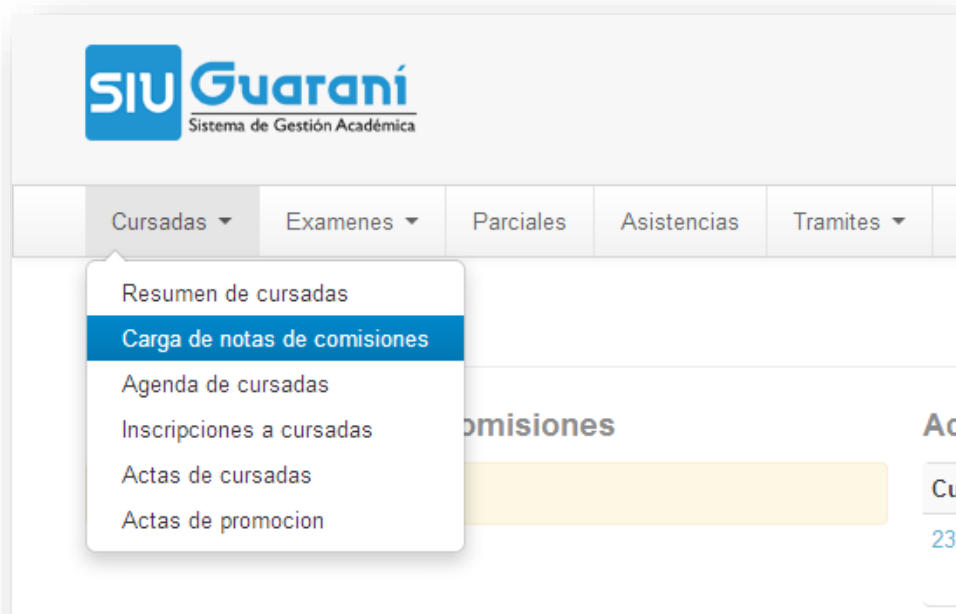 SIU Guaraní
Sistema de Gestión Académica
Cursadas Examenes Parciales Asistencias Tramites
Resumen de cursadas
Carga de notas de comisiones
Agenda de cursadas
Inscripciones a cursadas
Actas de cursadas
Actas de promocion
omisiones
Ac
Cu
23